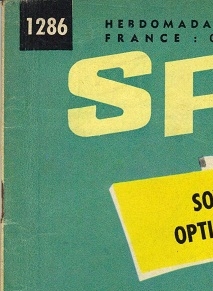 1286
HEBDOMADA
FRANCE : 
SP
SO
OPTI